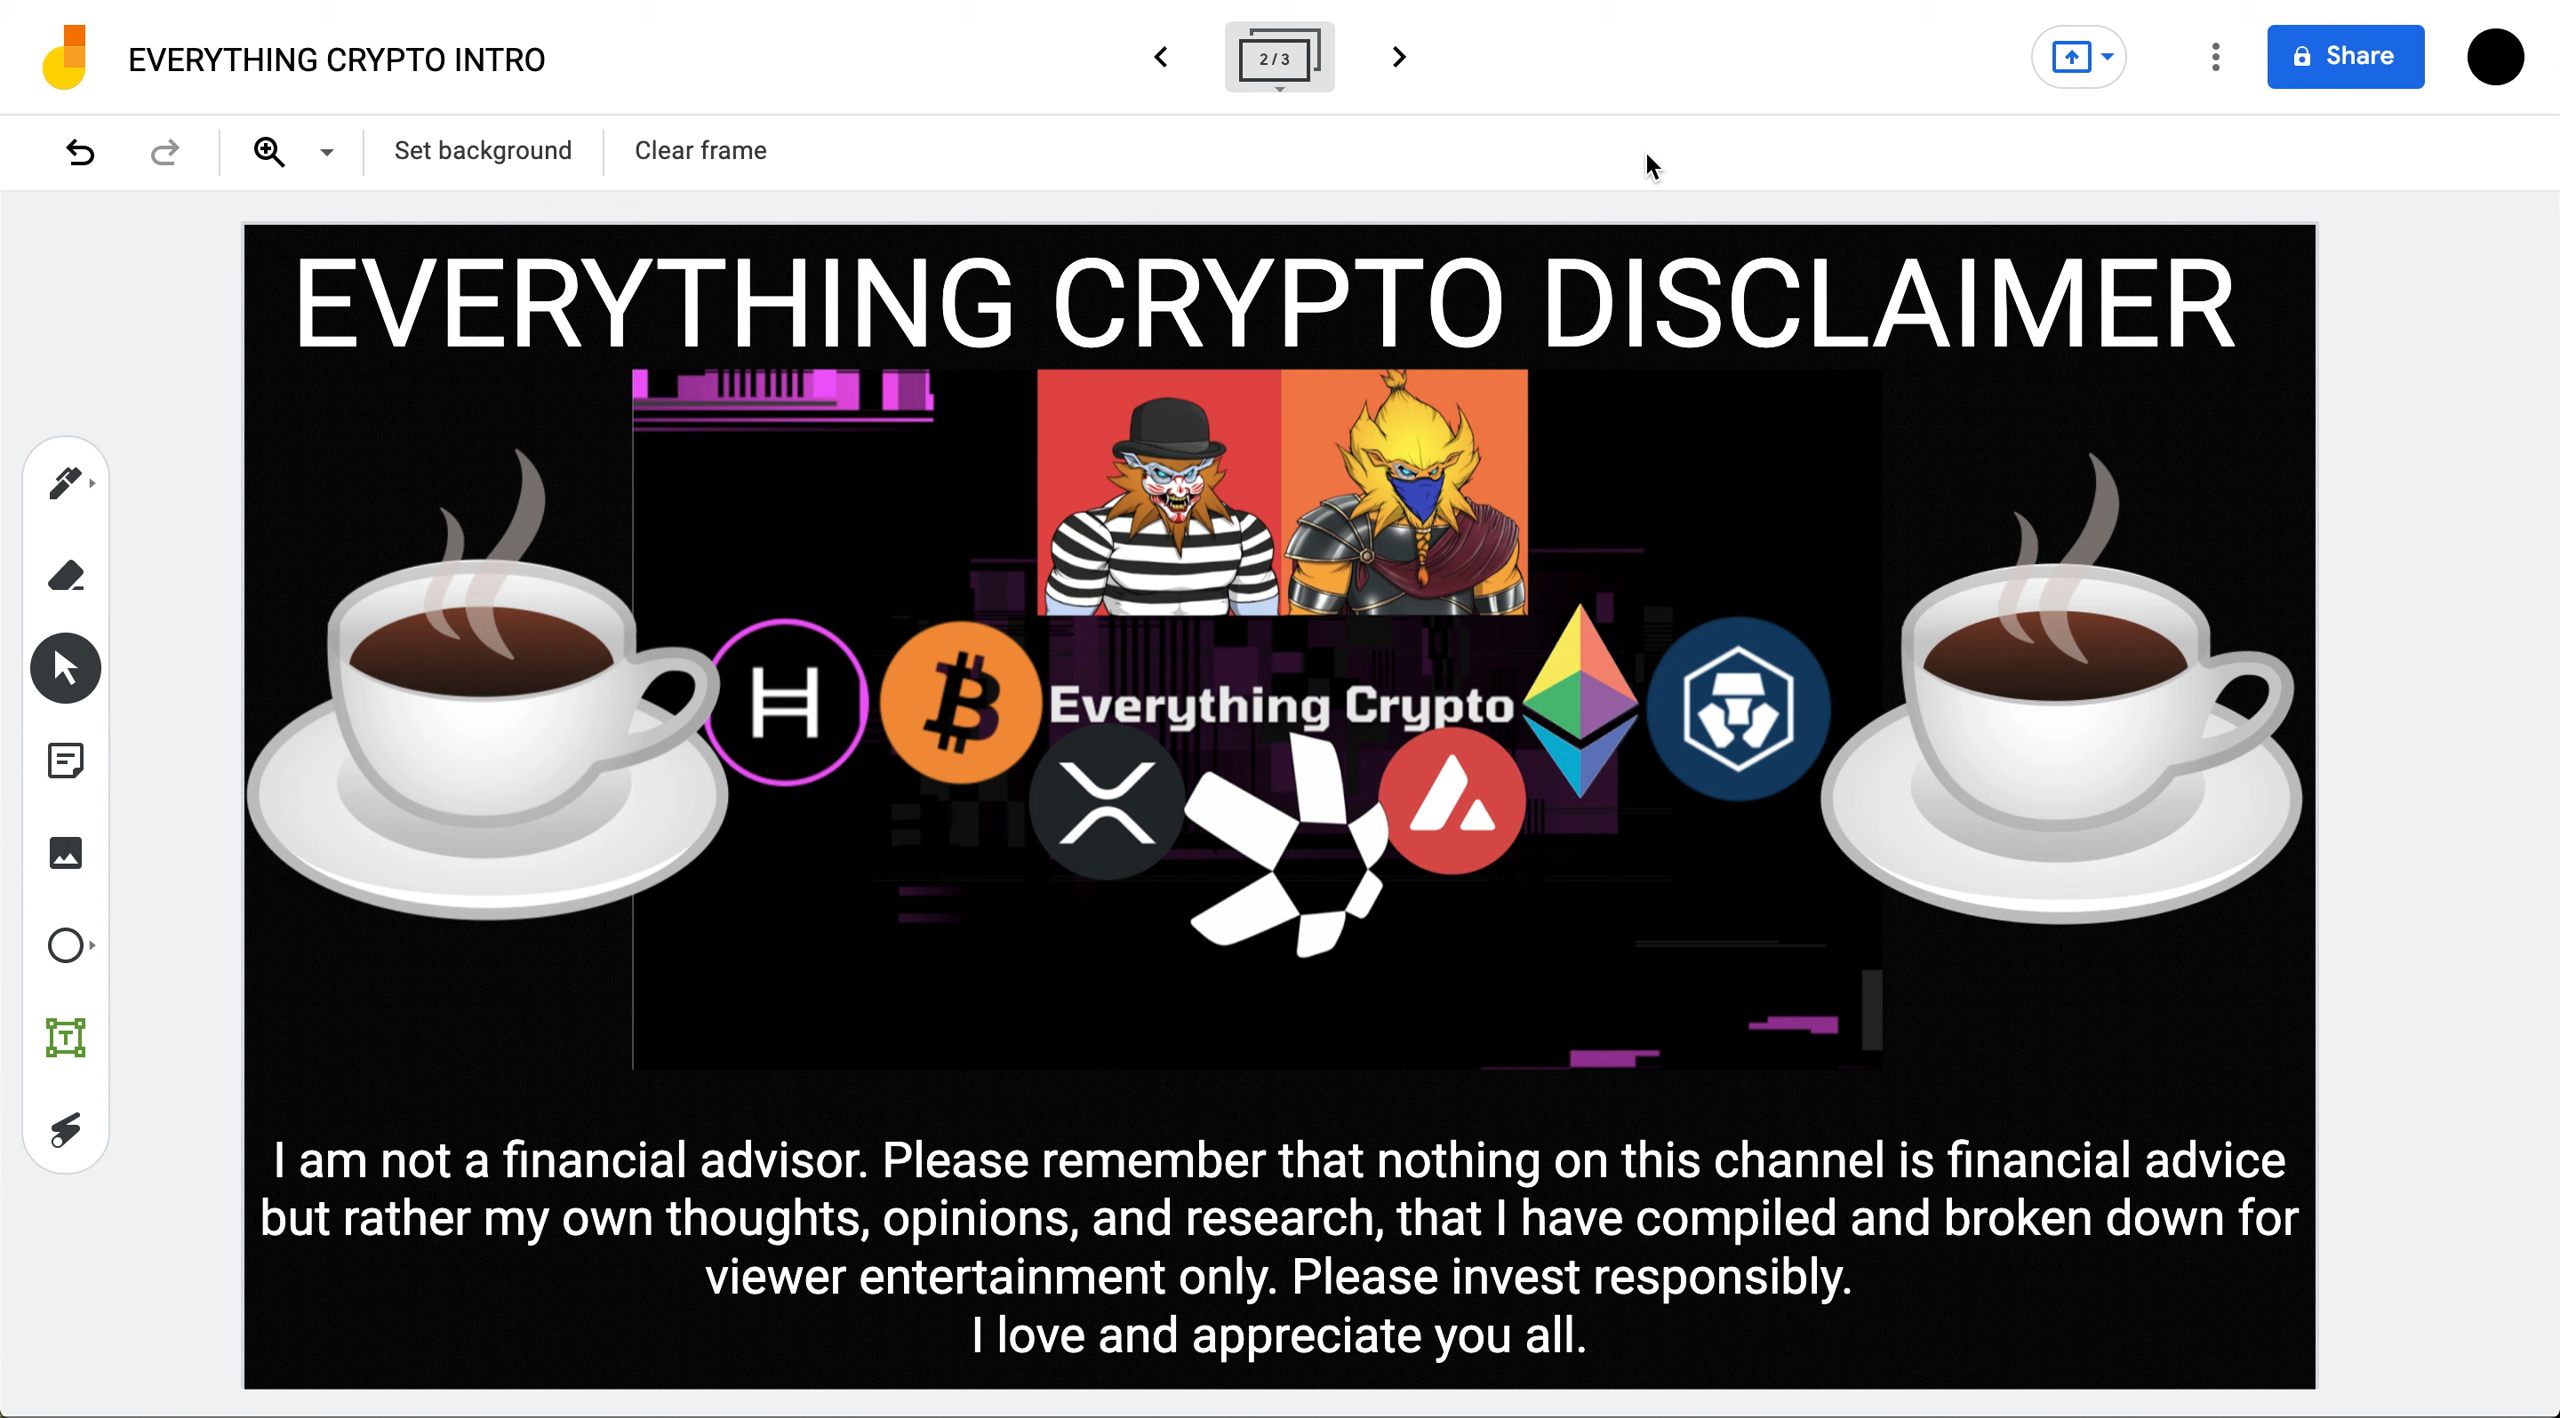 EVERYTHING CRYPTO INTRO
2 / 3
Share
Set background
Clear frame
EVERYTHING CRYPTO DISCLAIMER
Everything Crypto
I am not a financial advisor. Please remember that nothing on this channel is financial advice
but rather my own thoughts, opinions, and research, that I have compiled and broken down for
viewer entertainment only. Please invest responsibly.
I love and appreciate you all.